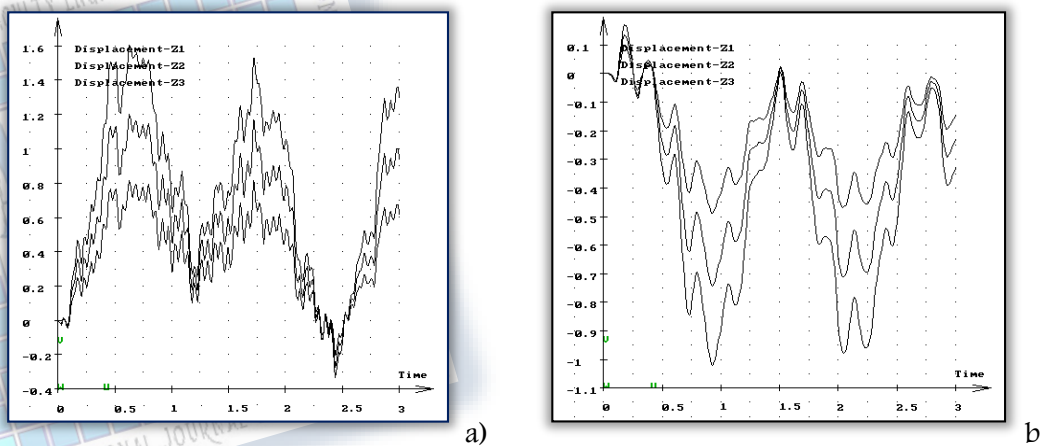 Displacement-Z1
Displacement-Z2
Displacement-Z3
1.6
1.4
1.2
1
0.8
0.6
0.4
0.2
0
-0.2
-0.4
Time
0 0.5 1 1.5 2 2.5 3
a)
Displacement-Z1
Displacement-Z2
Displacement-Z3
0.1
0
-0.1
-0.2
-0.3
-0.4
-0.5
-0.6
-0.7
-0.8
-0.9
-1
-1.1
Time
0 0.5 1 1.5 2 2.5 3
b
JOURNAL